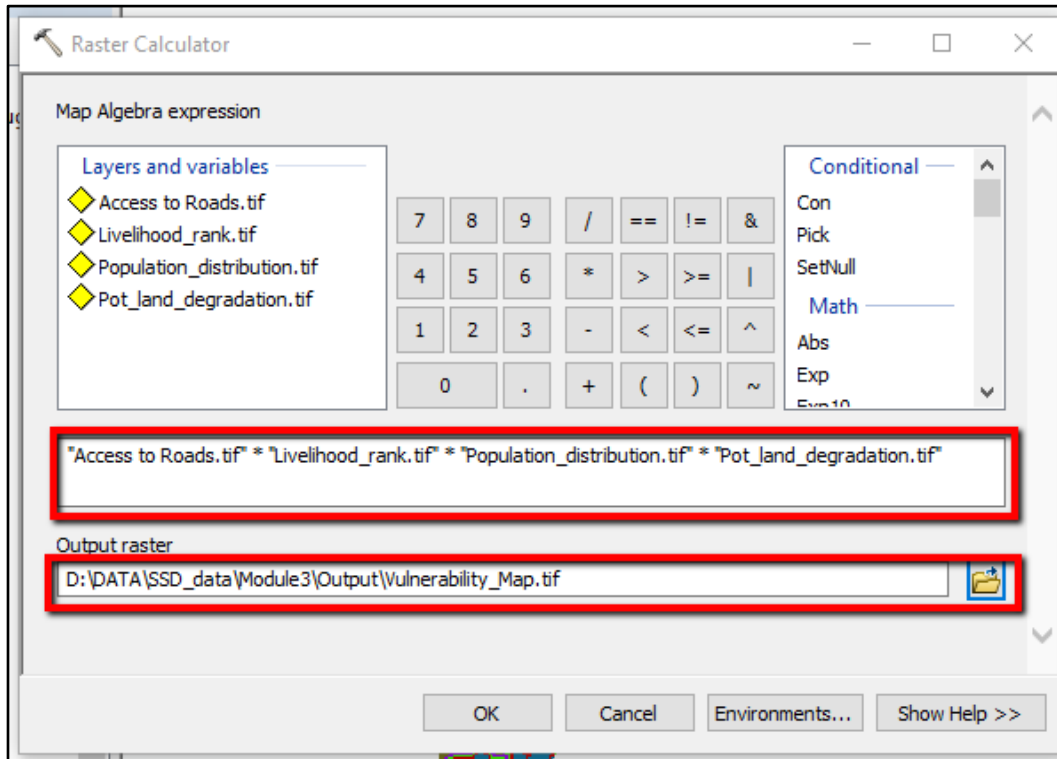 Raster Calculator
Map Algebra expression
Layers and variables
Access to Roads.tif
Livelihood_rank.tif
Population_distribution.tif
Pot_land_degradation.tif
7 8 9 / == != &
4 5 6 * > >= |
1 2 3 - < <= ^
0 . + ( ) ~
Conditional
Con
Pick
SetNull
Math
Abs
Exp
Exp10
"Access to Roads.tif" * "Livelihood_rank.tif" * "Population_distribution.tif" * "Pot_land_degradation.tif"
Output raster
D:\DATA\SSD_data\Module3\Output\Vulnerability_Map.tif
OK Cancel Environments... Show Help >>